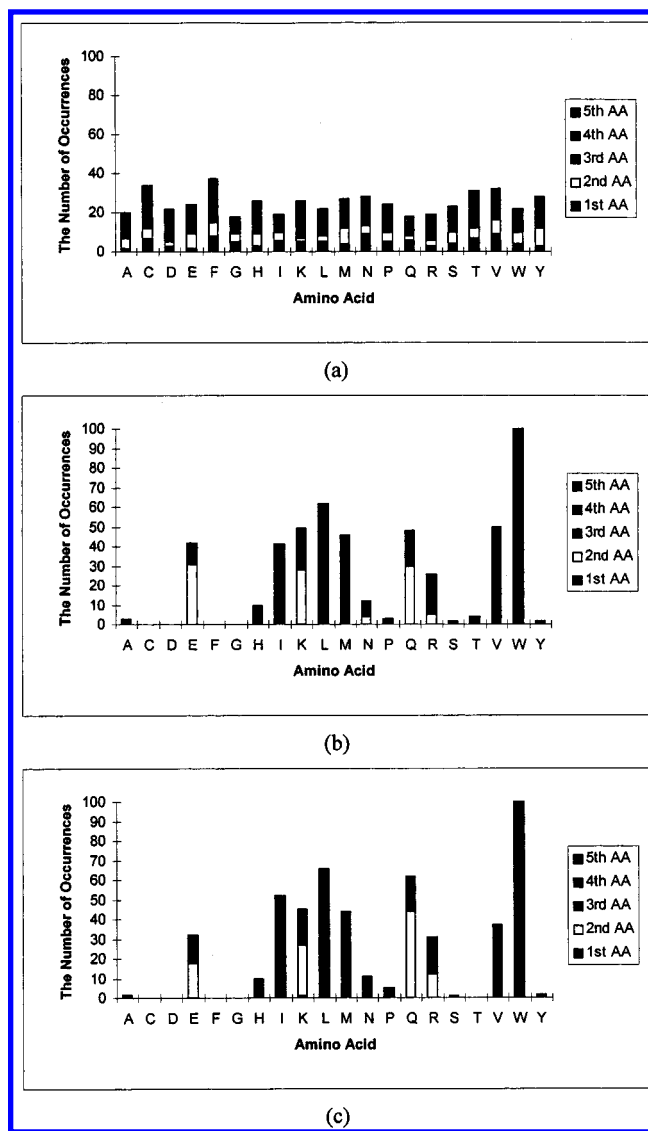 The Number of Occurrences
100
80
60
40
20
0
A C D E F G H I K L M N P Q R S T V W Y
Amino Acid
5th AA
4th AA
3rd AA
2nd AA
1st AA
(a)
The Number of Occurrences
100
90
80
70
60
50
40
30
20
10
0
A C D E F G H I K L M N P Q R S T V W Y
Amino Acid
5th AA
4th AA
3rd AA
2nd AA
1st AA
(b)
The Number of Occurrences
100
90
80
70
60
50
40
30
20
10
0
A C D E F G H I K L M N P Q R S T V W Y
Amino Acid
5th AA
4th AA
3rd AA
2nd AA
1st AA
(c)